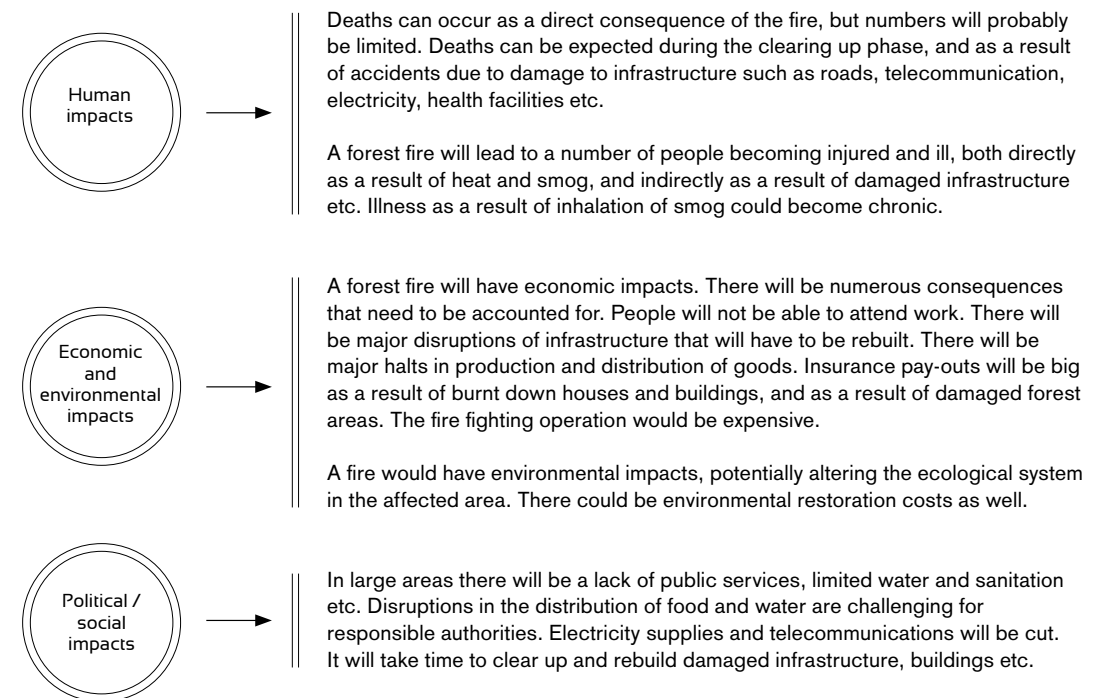 Human
impacts
Deaths can occur as a direct consequence of the fire, but numbers will probably
be limited. Deaths can be expected during the clearing up phase, and as a result
of accidents due to damage to infrastructure such as roads, telecommunication,
electricity, health facilities etc.
A forest fire will lead to a number of people becoming injured and ill, both directly
as a result of heat and smog, and indirectly as a result of damaged infrastructure
etc. Illness as a result of inhalation of smog could become chronic.
Economic
and
environmental
impacts
A forest fire will have economic impacts. There will be numerous consequences
that need to be accounted for. People will not be able to attend work. There will
be major disruptions of infrastructure that will have to be rebuilt. There will be
major halts in production and distribution of goods. Insurance pay-outs will be big
as a result of burnt down houses and buildings, and as a result of damaged forest
areas. The fire fighting operation would be expensive.
A fire would have environmental impacts, potentially altering the ecological system
in the affected area. There could be environmental restoration costs as well.
Political /
social
impacts
In large areas there will be a lack of public services, limited water and sanitation
etc. Disruptions in the distribution of food and water are challenging for
responsible authorities. Electricity supplies and telecommunications will be cut.
It will take time to clear up and rebuild damaged infrastructure, buildings etc.